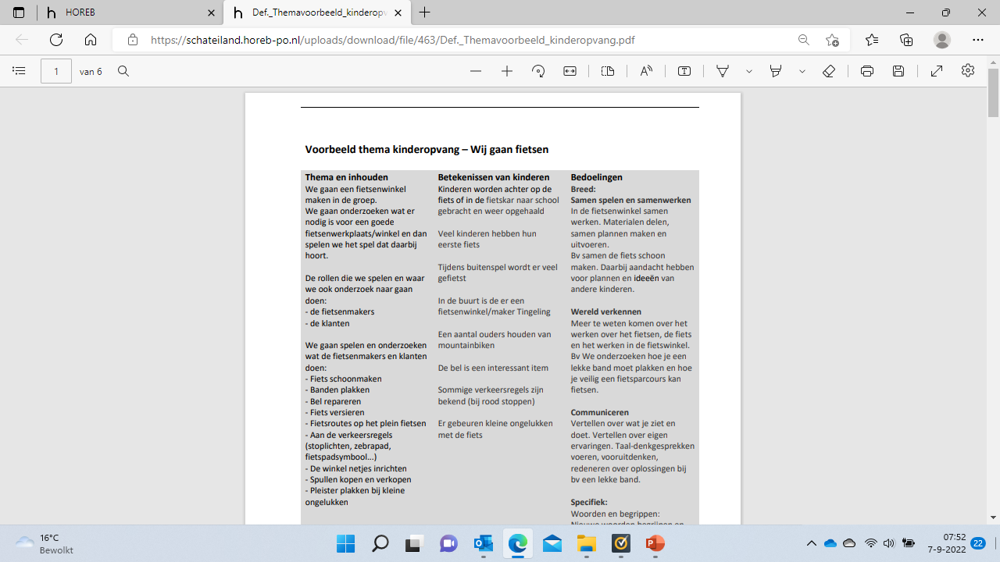 HOREB
Def._Themavoorbeeld_kinderopv
https://schateiland.horeb-po.nl/uploads/download/file/463/Def._Themavoorbeeld_kinderopvang.pdf
1 van 6
Voorbeeld thema kinderopvang – Wij gaan fietsen
Thema en inhouden
We gaan een fietsenwinkel
maken in de groep.
We gaan onderzoeken wat er
nodig is voor een goede
fietsenwerkplaats/winkel en dan
spelen we het spel dat daarbij
hoort.
De rollen die we spelen en waar
we ook onderzoek naar gaan
doen:
- de fietsenmakers
- de klanten
We gaan spelen en onderzoeken
wat de fietsenmakers en klanten
doen:
- Fiets schoonmaken
- Banden plakken
- Bel repareren
- Fiets versieren
- Fietsroutes op het plein fietsen
- Aan de verkeersregels
(stoplichten, zebrapad,
fietspadsymbool...)
- De winkel netjes inrichten
- Spullen kopen en verkopen
- Pleister plakken bij kleine
ongelukken
Betekenissen van kinderen
Kinderen worden achter op de
fiets of in de fietskar naar school
gebracht en weer opgehaald
Veel kinderen hebben hun
eerste fiets
Tijdens buitenspel wordt er veel
gefietst
In de buurt is de er een
fietsenwinkel/maker Tingeling
Een aantal ouders houden van
mountainbiken
De bel is een interessant item
Sommige verkeersregels zijn
bekend (bij rood stoppen)
Er gebeuren kleine ongelukken
met de fiets
Bedoelingen
Breed:
Samen spelen en samenwerken
In de fietsenwinkel samen
werken. Materialen delen,
samen plannen maken en
uitvoeren.
Bv samen de fiets schoon
maken. Daarbij aandacht hebben
voor plannen en ideeën van
andere kinderen.
Wereld verkennen
Meer te weten komen over het
werken over het fietsen, de fiets
en het werken in de fietswinkel.
Bv We onderzoeken hoe je een
lekke band moet plakken en hoe
je veilig een fietsparcours kan
fietsen.
Communiceren
Vertellen over wat je ziet en
doet. Vertellen over eigen
ervaringen. Taal-denkgesprekken
voeren, vooruitdenken,
redeneren over oplossingen bij
bv een lekke band.
Specifiek:
Woorden en begrippen:
Nieuwe woorden begrijpen en
16°C
Bewolkt
07:52
7-9-2022
22